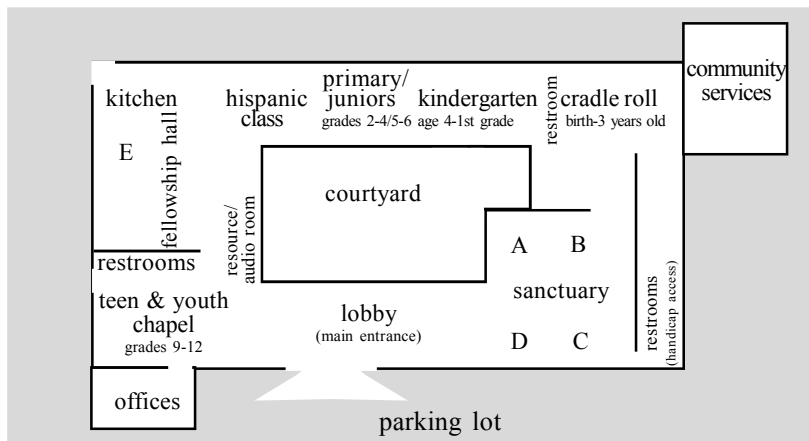 community
services
kitchen
hispanic
class
primary/
juniors
grades 2-4/5-6
kindergarten
age 4-1st grade
restroom
cradle roll
birth-3 years old
E
fellowship hall
courtyard
resource/
audio room
A B
sanctuary
D C
restrooms
(handicap access)
restrooms
teen & youth
chapel
grades 9-12
lobby
(main entrance)
offices
parking lot